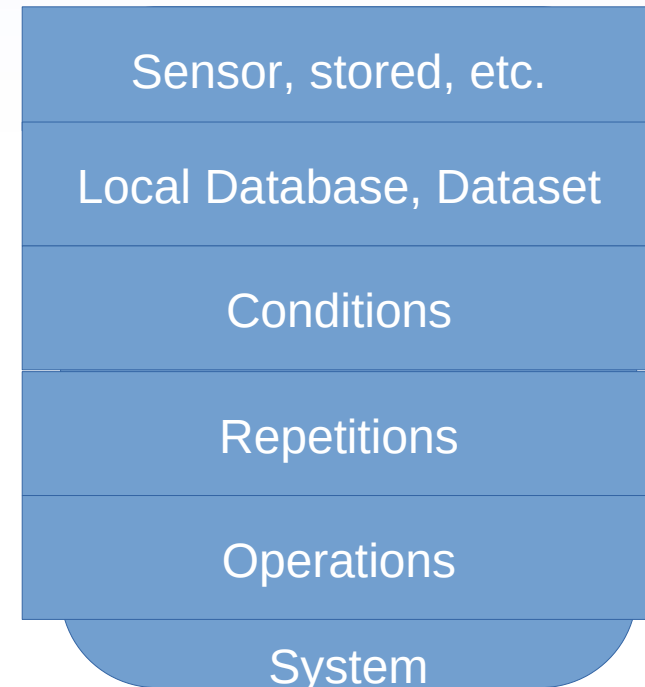 Sensor, stored, etc.
Local Database, Dataset
Conditions
Repetitions
Operations
System